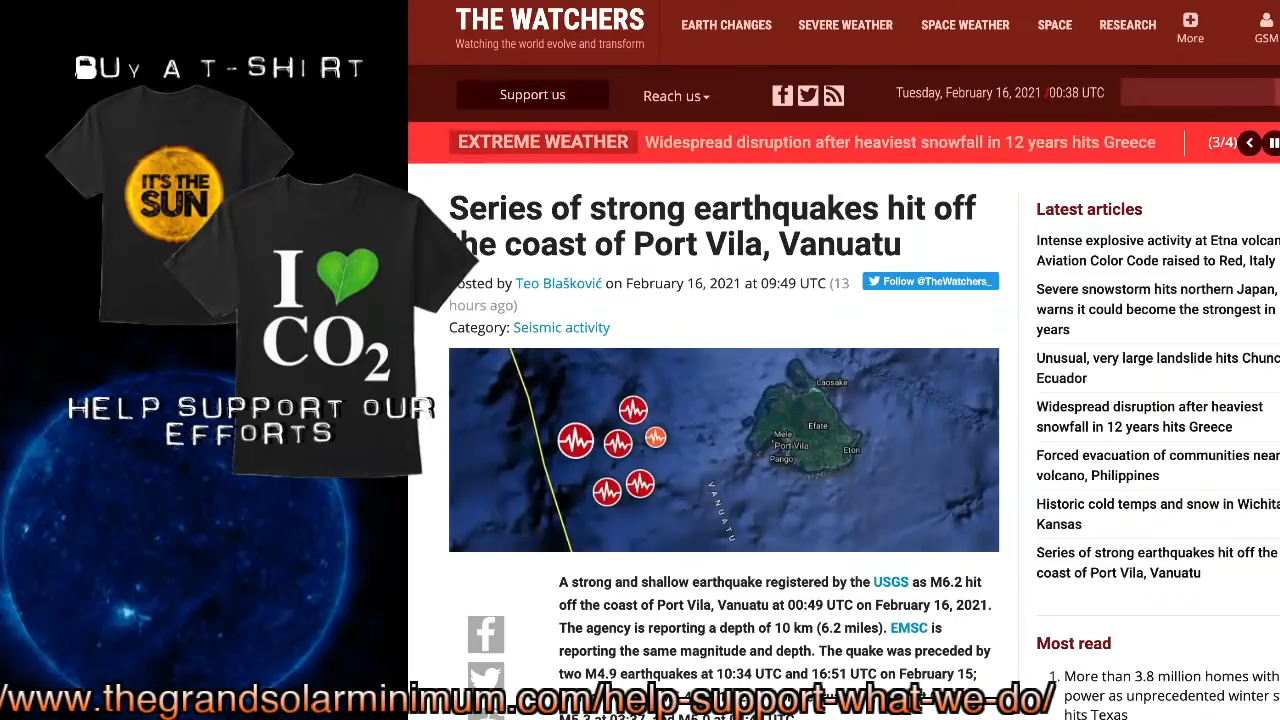 BUY A T-SHIRT
IT'S THE
SUN
I
CO2
HELP SUPPORT OUR
EFFORTS
THE WATCHERS
Watching the world evolve and transform
EARTH CHANGES
SEVERE WEATHER
SPACE WEATHER
SPACE
RESEARCH
More
GSM
Support us
Reach us
Tuesday, February 16, 2021 /00:38 UTC
EXTREME WEATHER
Widespread disruption after heaviest snowfall in 12 years hits Greece
(3/4)
Series of strong earthquakes hit off
the coast of Port Vila, Vanuatu
osted by Teo Blašković on February 16, 2021 at 09:49 UTC (13
hours ago)
Follow @TheWatchers_
Category: Seismic activity
Laosake
Efate
Mele
Port Vila
Pango
Eton
VANUATU
A strong and shallow earthquake registered by the USGS as M6.2 hit
off the coast of Port Vila, Vanuatu at 00:49 UTC on February 16, 2021.
The agency is reporting a depth of 10 km (6.2 miles). EMSC is
reporting the same magnitude and depth. The quake was preceded by
two M4.9 earthquakes at 10:34 UTC and 16:51 UTC on February 15;
Latest articles
Intense explosive activity at Etna volcan
Aviation Color Code raised to Red, Italy
Severe snowstorm hits northern Japan,
warns it could become the strongest in
years
Unusual, very large landslide hits Chunc
Ecuador
Widespread disruption after heaviest
snowfall in 12 years hits Greece
Forced evacuation of communities near
volcano, Philippines
Historic cold temps and snow in Wichita
Kansas
Series of strong earthquakes hit off the
coast of Port Vila, Vanuatu
Most read
1. More than 3.8 million homes with
power as unprecedented winter s
hits Texas
/www.thegrandsolarminimum.com/help-support-what-we-do/